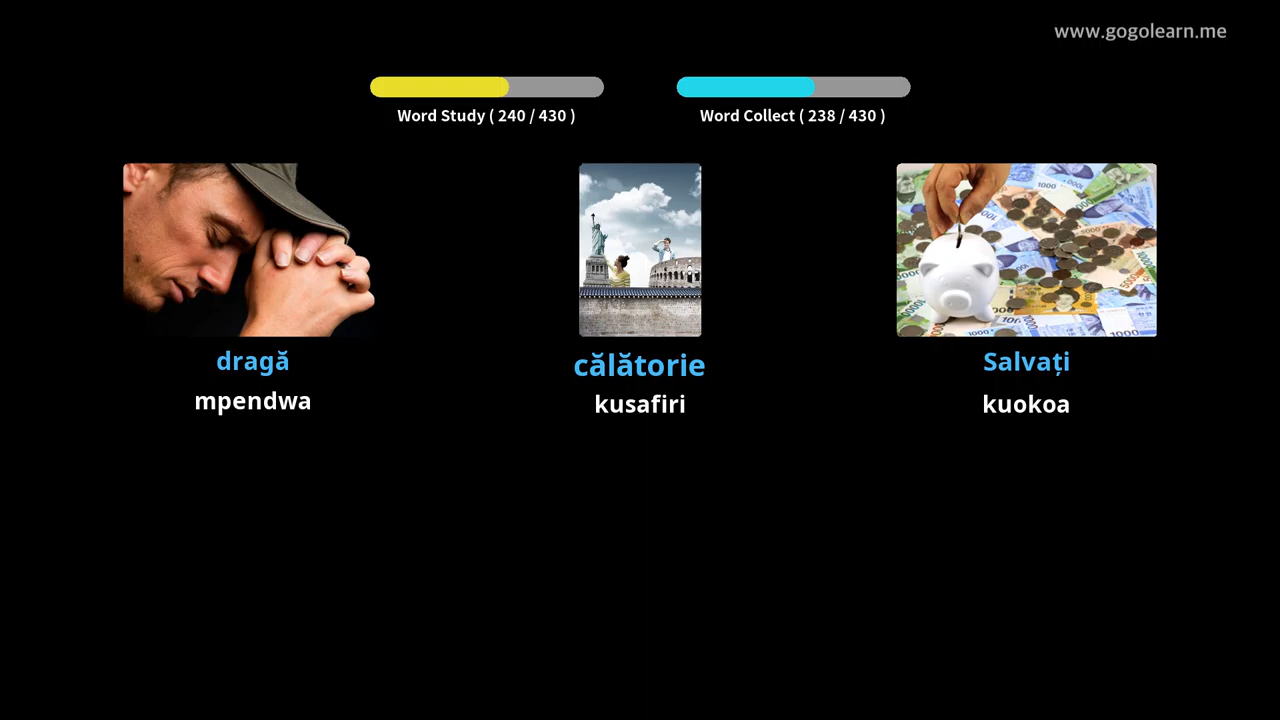 www.gogolearn.me
Word Study ( 240 / 430 )
Word Collect ( 238 / 430 )
dragă
călătorie
Salvați
mpendwa
kusafiri
kuokoa